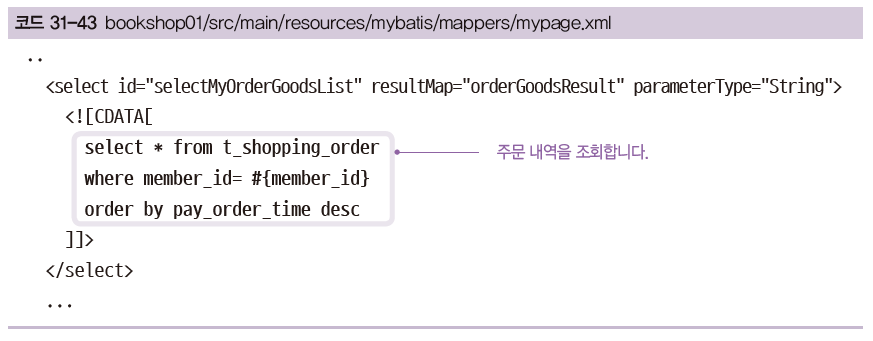 코드 31-43 bookshop01/src/main/resources/mybatis/mappers/mypage.xml
..
<select id="selectMyOrderGoodsList" resultMap="orderGoodsResult" parameterType="String">
<![CDATA[
select * from t_shopping_order
주문 내역을 조회합니다.
where member_id= #{member_id}
order by pay_order_time desc
]]>
</select>
...